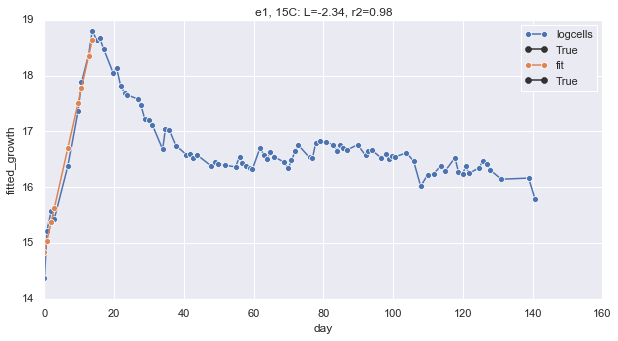 e1, 15C: L=-2.34, r2=0.98
19
18
17
16
15
14
fitted_growth
0
20
40
60
80
100
120
140
160
day
logcells
True
fit
True